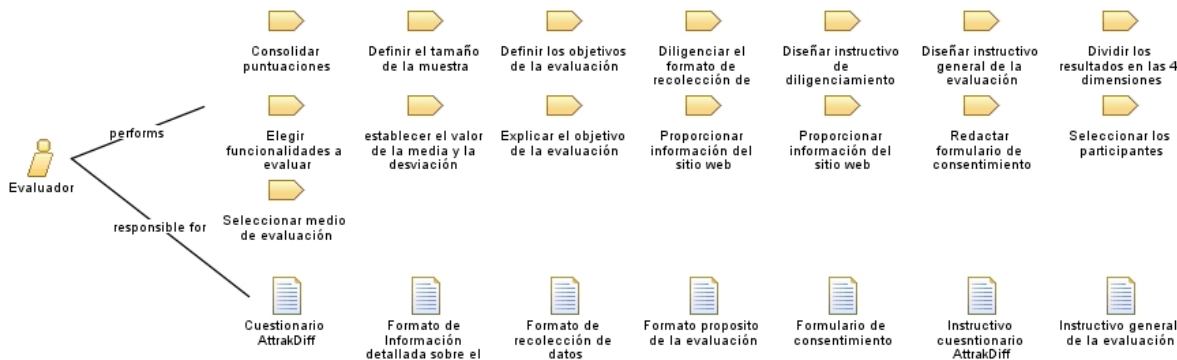 Consolidar
puntuaciones
Definir el tamaño
de la muestra
Definir los objetivos
de la evaluación
Diligenciar el
formato de
recolección de
Diseñar instructivo
de
diligenciamiento
Diseñar instructivo
general de la
evaluación
Dividir los
resultados en las 4
dimensiones
performs
Evaluador
Elegir
funcionalidades a
evaluar
establecer el valor
de la media y la
desviación
Explicar el objetivo
de la evaluación
Proporcionar
información del
sitio web
Proporcionar
información del
sitio web
Redactar
formulario de
consentimiento
Seleccionar los
participantes
responsible for
Seleccionar medio
de evaluación
Cuestionario
AttrakDiff
Formato de
Información
detallada sobre el
Formato de
recolección de
datos
Formato proposito
de la evaluación
Formulario de
consentimiento
Instructivo
cuesntionario
AttrakDiff
Instructivo general
de la evaluación